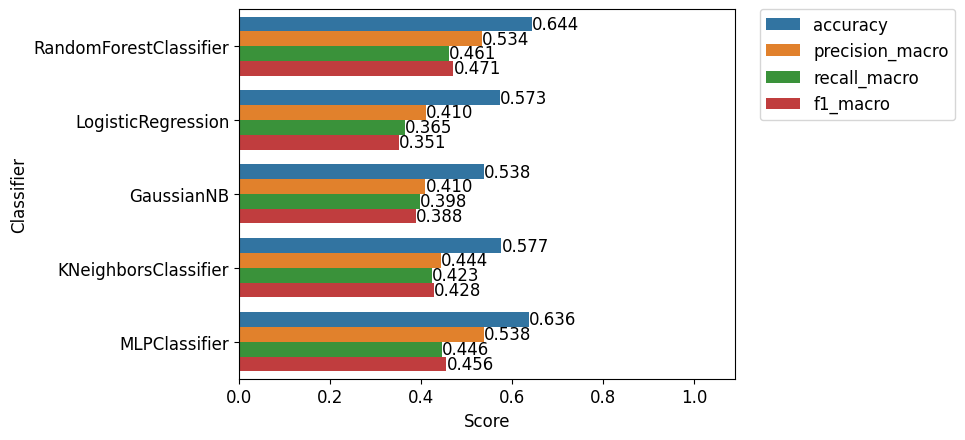 Classifier
RandomForestClassifier
0.644
0.534
0.461
0.471
LogisticRegression
0.573
0.410
0.365
0.351
GaussianNB
0.538
0.410
0.398
0.388
KNeighborsClassifier
0.577
0.444
0.423
0.428
MLPClassifier
0.636
0.538
0.446
0.456
0.0 0.2 0.4 0.6 0.8 1.0
Score
accuracy
precision_macro
recall_macro
f1_macro